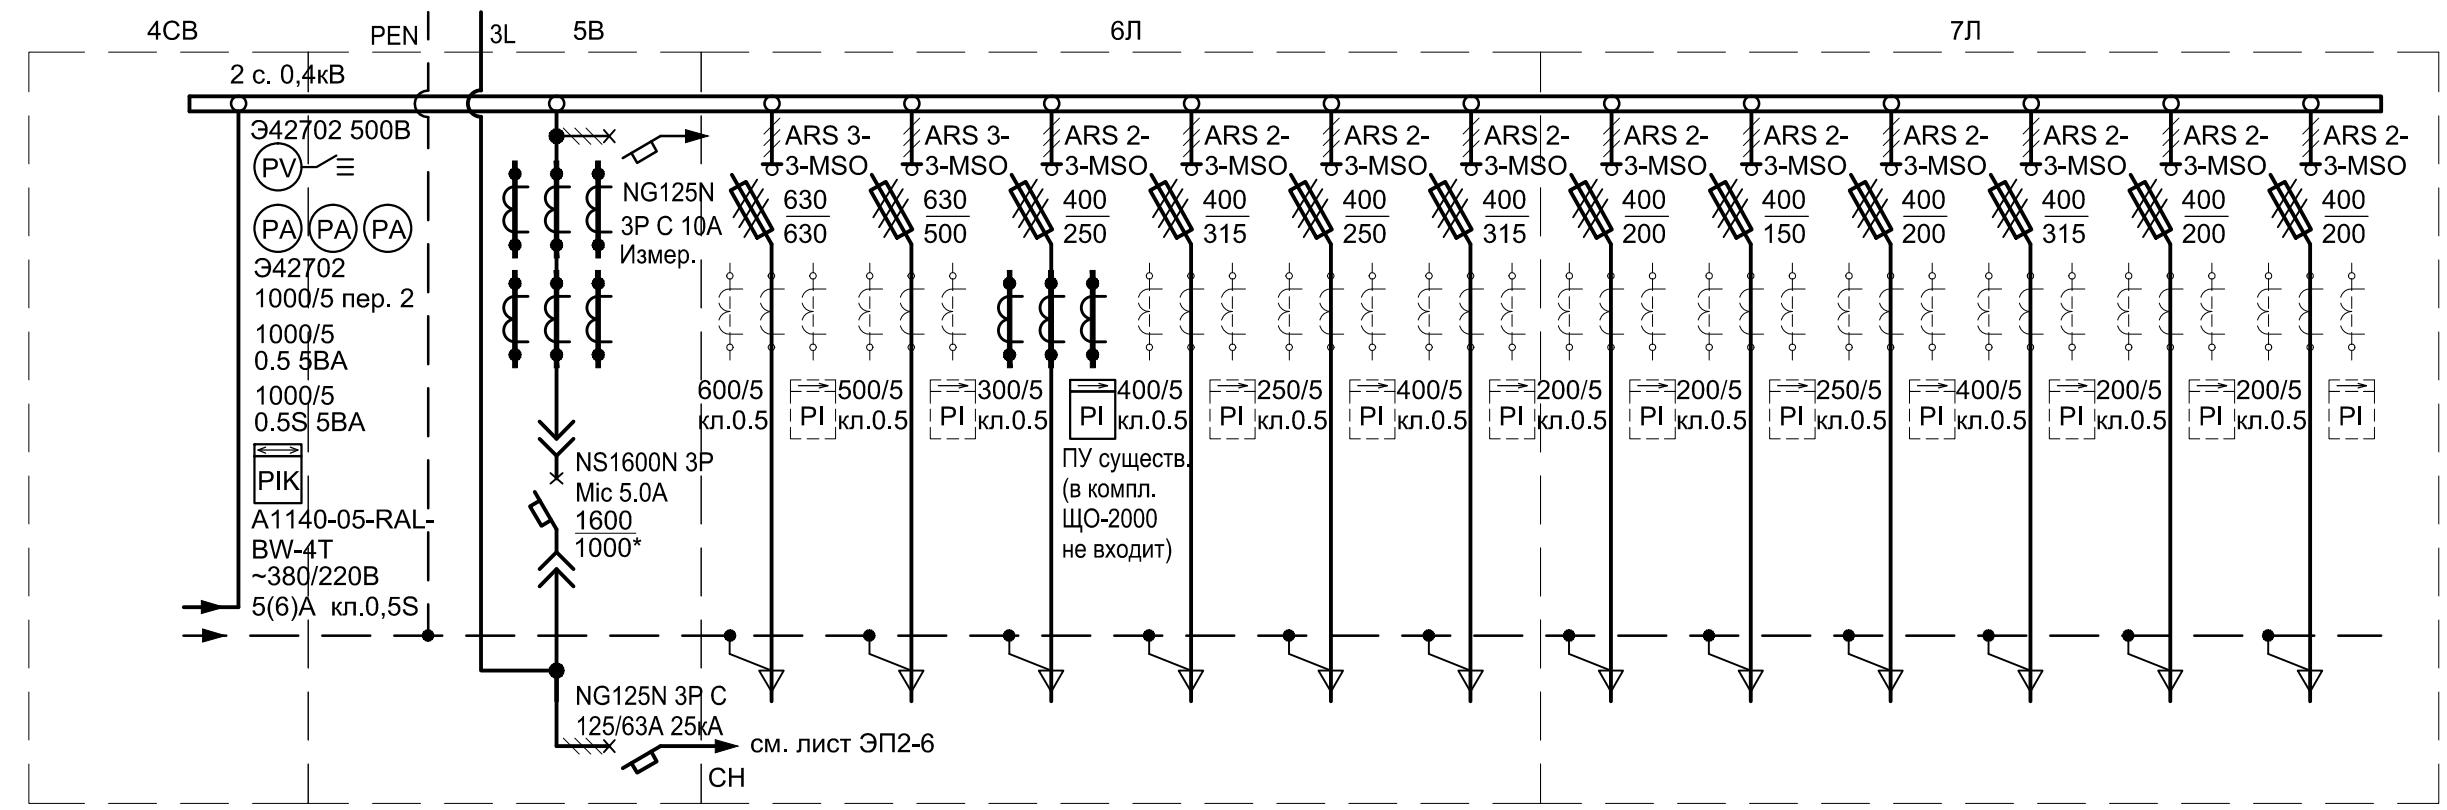 4СВ
PEN
3L
5В
6Л
7Л
2 с. 0,4кВ
Э42702 500В
PV
PA PA PA
Э42702
1000/5 пер. 2
1000/5
0.5 5ВА
1000/5
0.5S 5ВА
PIK
A1140-05-RAL-
BW-4T
~380/220В
5(6)А кл.0,5S
NG125N
3P C 10A
Измер.
NS1600N 3P
Mic 5.0A
1600
1000*
NG125N 3P C
125/63A 25кА
см. лист ЭП2-6
СН
ARS 3-
3-MSO
630
630
600/5
кл.0.5
PI
ARS 3-
3-MSO
630
500
500/5
кл.0.5
PI
ARS 2-
3-MSO
400
250
300/5
кл.0.5
PI
ПУ существ.
(в компл.
ЩО-2000
не входит)
ARS 2-
3-MSO
400
315
400/5
кл.0.5
PI
ARS 2-
3-MSO
400
250
250/5
кл.0.5
PI
ARS 2-
3-MSO
400
315
400/5
кл.0.5
PI
ARS 2-
3-MSO
400
200
200/5
кл.0.5
PI
ARS 2-
3-MSO
400
150
200/5
кл.0.5
PI
ARS 2-
3-MSO
400
200
250/5
кл.0.5
PI
ARS 2-
3-MSO
400
315
400/5
кл.0.5
PI
ARS 2-
3-MSO
400
200
200/5
кл.0.5
PI
ARS 2-
3-MSO
400
200
200/5
кл.0.5
PI